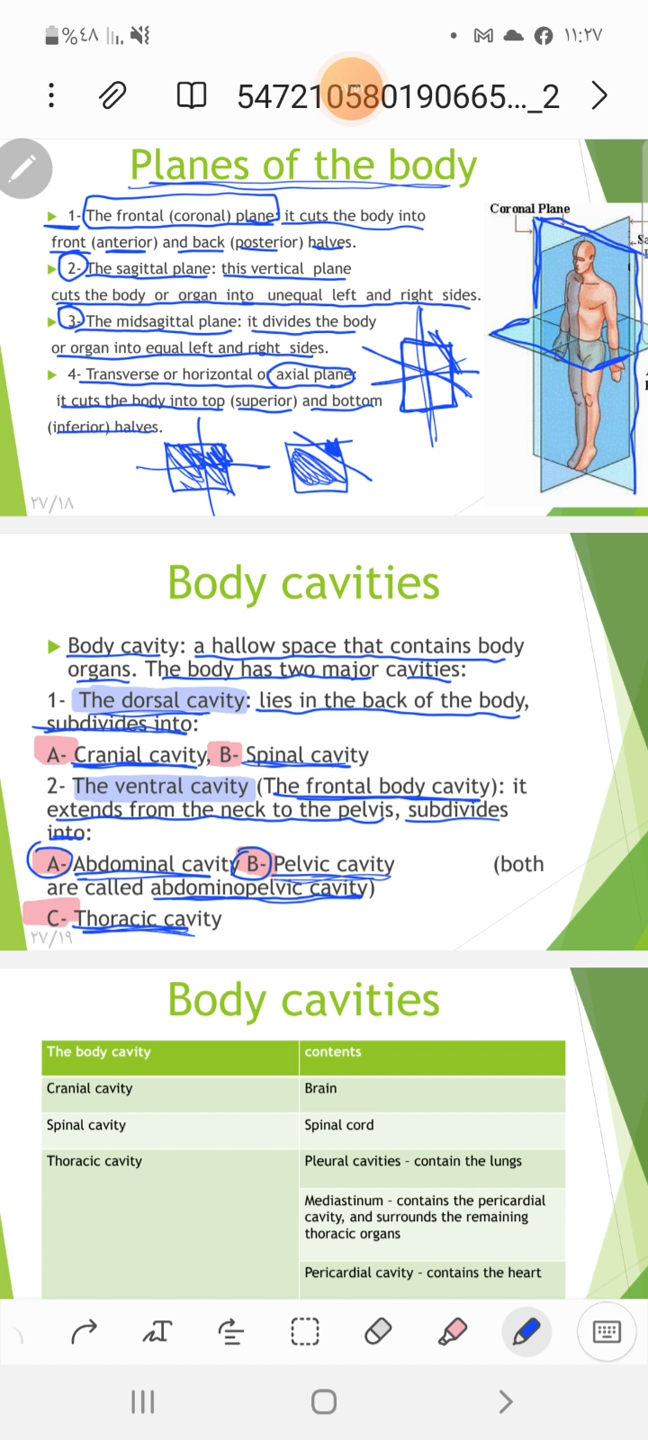 %٤٨
١١:٢٧
547210580190665..._2
Planes of the body
1- The frontal (coronal) plane: it cuts the body into
front (anterior) and back (posterior) halves.
2- The sagittal plane: this vertical plane
cuts the body or organ into unequal left and right sides.
3- The midsagittal plane: it divides the body
or organ into equal left and right sides.
4- Transverse or horizontal or axial plane:
it cuts the body into top (superior) and bottom
(inferior) halves.
Coronal Plane
٢٧/١٨
Body cavities
Body cavity: a hallow space that contains body
organs. The body has two major cavities:
1- The dorsal cavity: lies in the back of the body,
subdivides into:
A- Cranial cavity, B- Spinal cavity
2- The ventral cavity (The frontal body cavity): it
extends from the neck to the pelvis, subdivides
into:
A- Abdominal cavity B- Pelvic cavity (both
are called abdominopelvic cavity)
C- Thoracic cavity
٢٧/١٩
Body cavities
The body cavity contents
Cranial cavity Brain
Spinal cavity Spinal cord
Thoracic cavity Pleural cavities - contain the lungs
Mediastinum - contains the pericardial
cavity, and surrounds the remaining
thoracic organs
Pericardial cavity - contains the heart